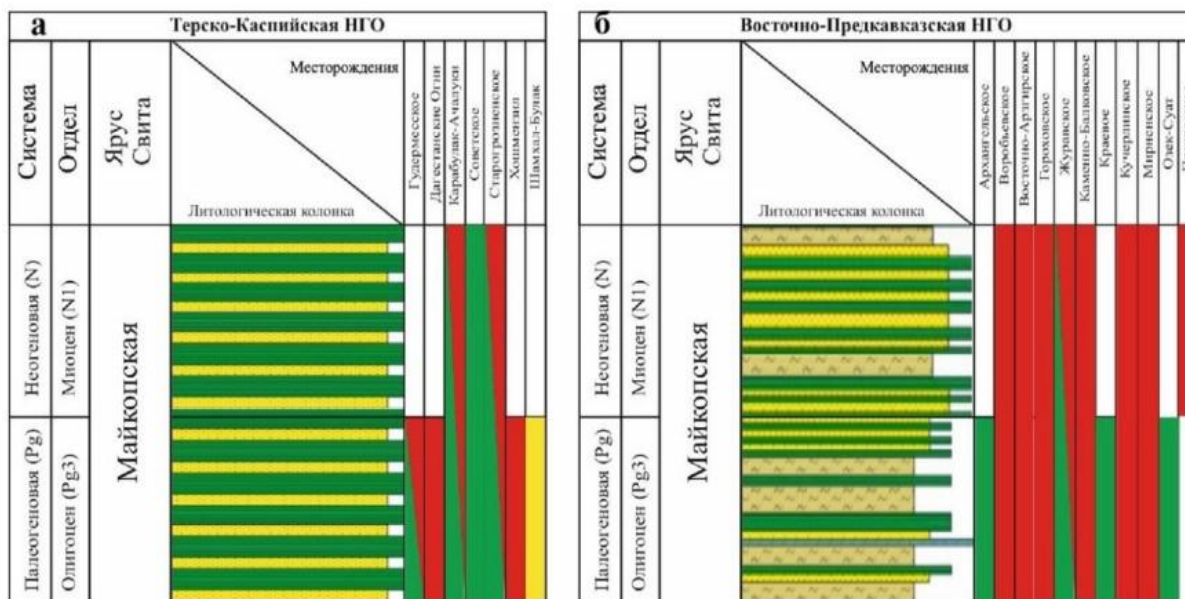 а
Терско-Каспийская НГО
Система
Отдел
Ярус
Свита
Месторождения
Литологическая колонка
Гудермесское
Дагестанские Огни
Карабулак-Ачалуки
Советское
Старогрозненское
Хошмензил
Шамхал-Булак
Неогеновая (N)
Миоцен (N1)
Майкопская
Палеогеновая (Pg)
Олигоцен (Pg3)
б
Восточно-Предкавказская НГО
Система
Отдел
Ярус
Свита
Месторождения
Литологическая колонка
Архангельское
Воробьевское
Восточно-Арзгирское
Гороховское
Журавское
Каменно-Балковское
Краевое
Кучерлинское
Мирненское
Озек-Суат
Неогеновая (N)
Миоцен (N1)
Майкопская
Палеогеновая (Pg)
Олигоцен (Pg3)